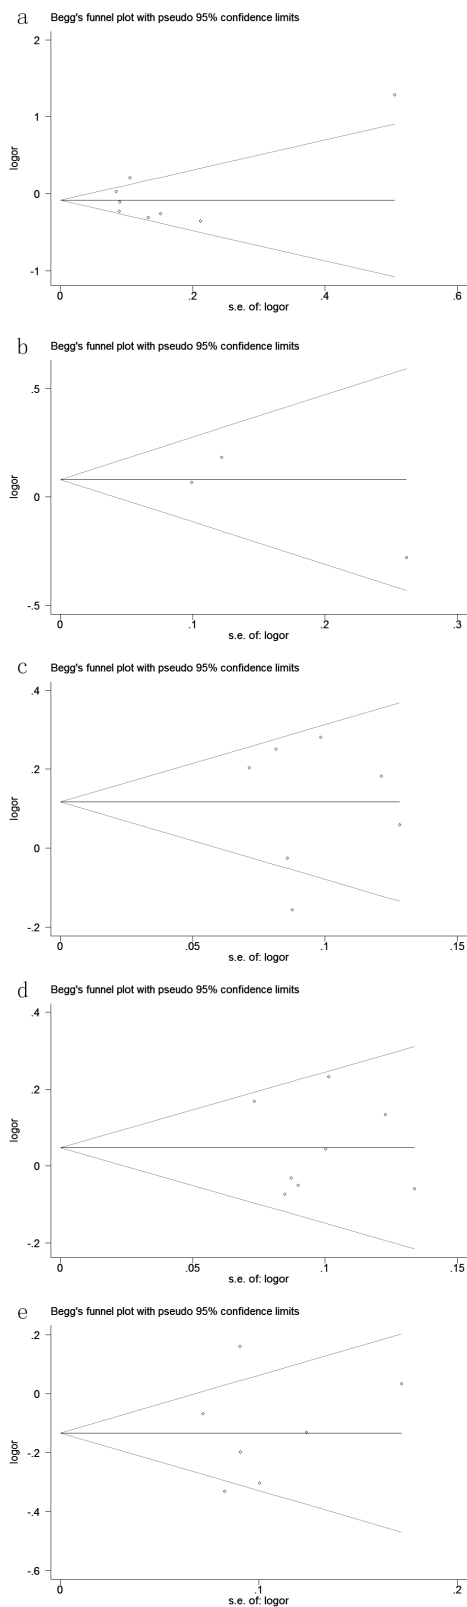 a
Begg's funnel plot with pseudo 95% confidence limits
2
1
0
-1
logor
0 .2 .4 .6
s.e. of: logor
b
Begg's funnel plot with pseudo 95% confidence limits
.5
0
-.5
logor
0 .1 .2 .3
s.e. of: logor
c
Begg's funnel plot with pseudo 95% confidence limits
.4
.2
0
-.2
logor
0 .05 .1 .15
s.e. of: logor
d
Begg's funnel plot with pseudo 95% confidence limits
.4
.2
0
-.2
logor
0 .05 .1 .15
s.e. of: logor
e
Begg's funnel plot with pseudo 95% confidence limits
.2
0
-.2
-.4
-.6
logor
0 .1 .2
s.e. of: logor